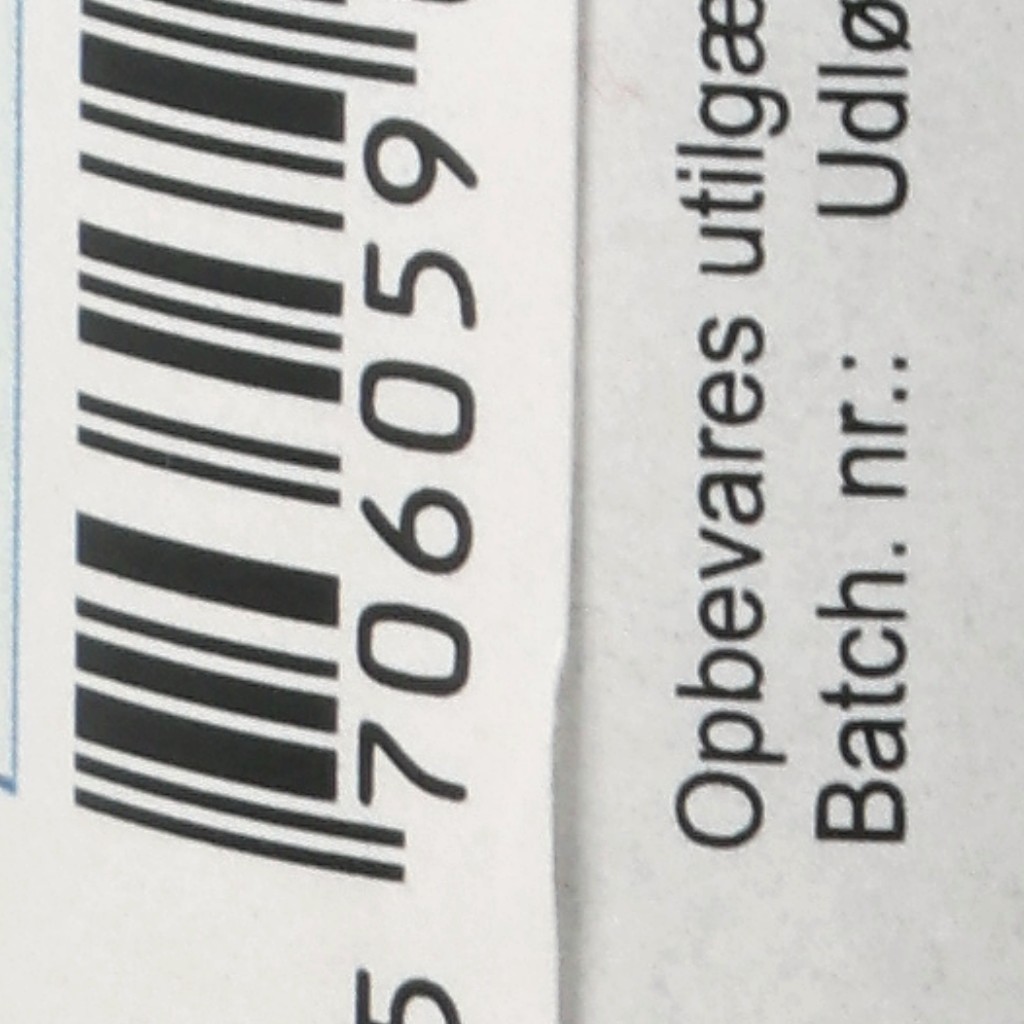 5 706059
Opbevares utilgæ
Batch. nr.: Udlø